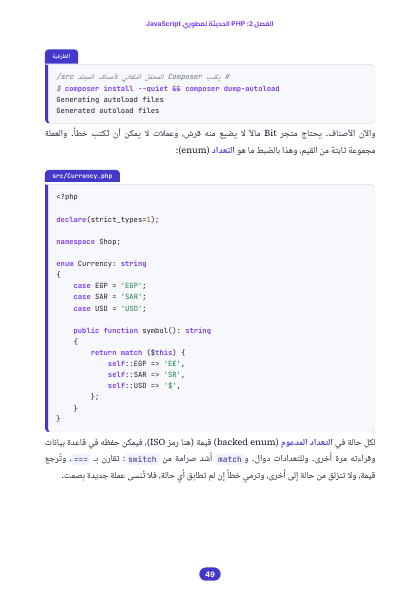 الفصل 2: PHP الحديثة لمطوري JavaScript
الطرفية
# يكتب Composer المحمّل التلقائي لأصناف المجلد src/
$ composer install --quiet && composer dump-autoload
Generating autoload files
Generated autoload files
والآن الأصناف. يحتاج متجر Bit مالاً لا يضيع منه قرش، وعملات لا يمكن أن تُكتب خطأً. والعملة
مجموعة ثابتة من القيم، وهذا بالضبط ما هو التعداد (enum):
src/Currency.php
<?php
declare(strict_types=1);
namespace Shop;
enum Currency: string
{
    case EGP = 'EGP';
    case SAR = 'SAR';
    case USD = 'USD';
    public function symbol(): string
    {
        return match ($this) {
            self::EGP => 'E£',
            self::SAR => 'SR',
            self::USD => '$',
        };
    }
}
لكل حالة في التعداد المدعوم (backed enum) قيمة (هنا رمز ISO)، فيمكن حفظه في قاعدة بيانات
وقراءته مرة أخرى. وللتعدادات دوال. و match أشد صرامة من switch : تقارن بـ === ، وتُرجع
قيمة، ولا تنزلق من حالة إلى أخرى، وترمي خطأً إن لم تطابق أي حالة، فلا تُنسى عملة جديدة بصمت.
49